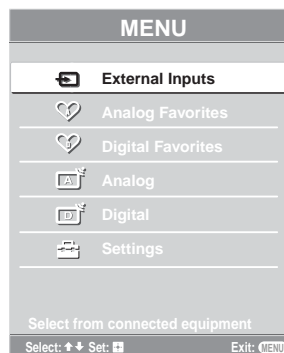 MENU
External Inputs
Analog Favorites
Digital Favorites
A Analog
D Digital
Settings
Select from connected equipment
Select: Set: Exit: MENU